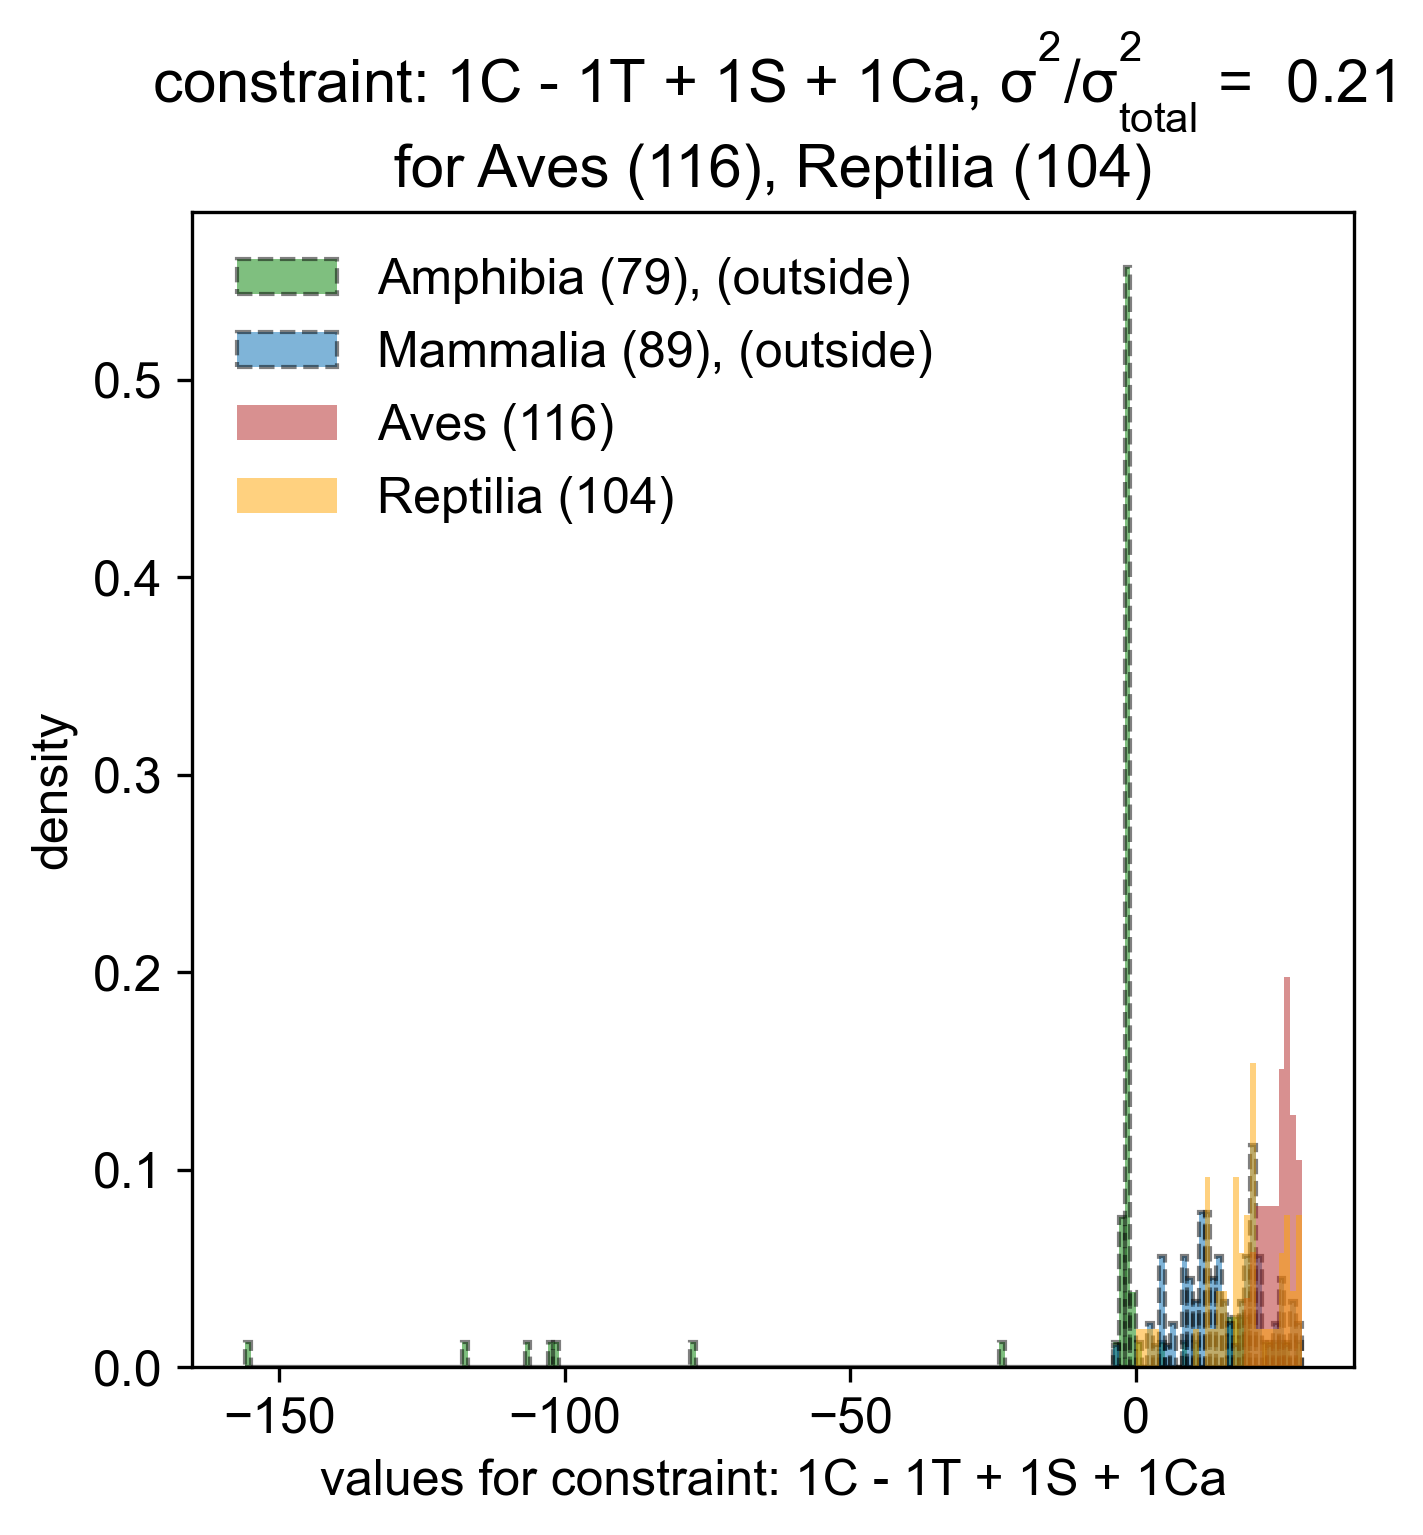 constraint: 1C - 1T + 1S + 1Ca, σ²/σ²total = 0.21
for Aves (116), Reptilia (104)
Amphibia (79), (outside)
Mammalia (89), (outside)
Aves (116)
Reptilia (104)
density
0.5
0.4
0.3
0.2
0.1
0.0
−150 −100 −50 0
values for constraint: 1C - 1T + 1S + 1Ca